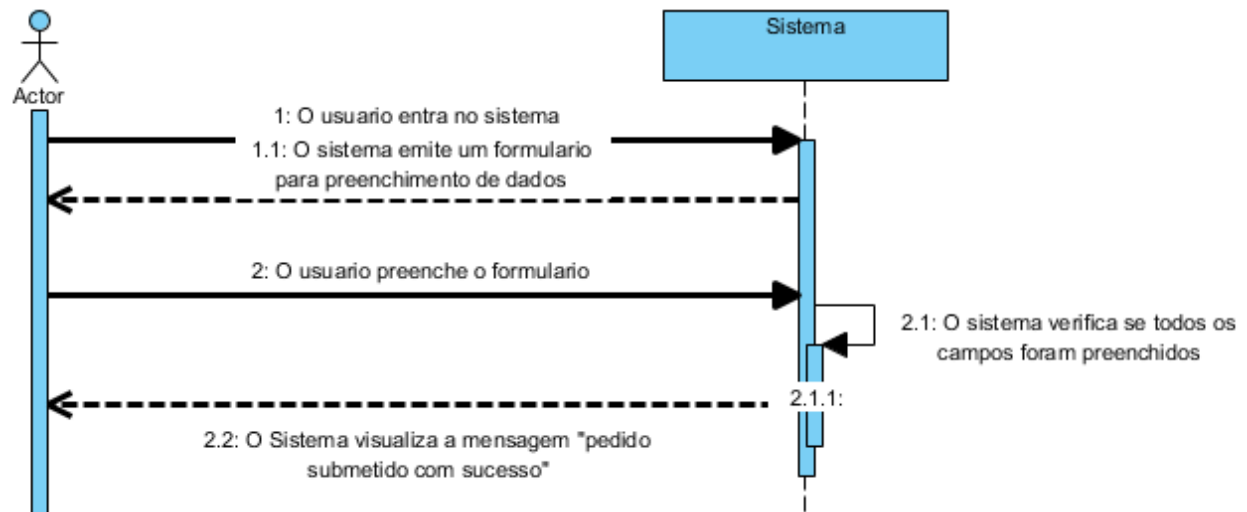 Sistema
Actor
1: O usuario entra no sistema
1.1: O sistema emite um formulario
para preenchimento de dados
2: O usuario preenche o formulario
2.1: O sistema verifica se todos os
campos foram preenchidos
2.1.1:
2.2: O Sistema visualiza a mensagem "pedido
submetido com sucesso"